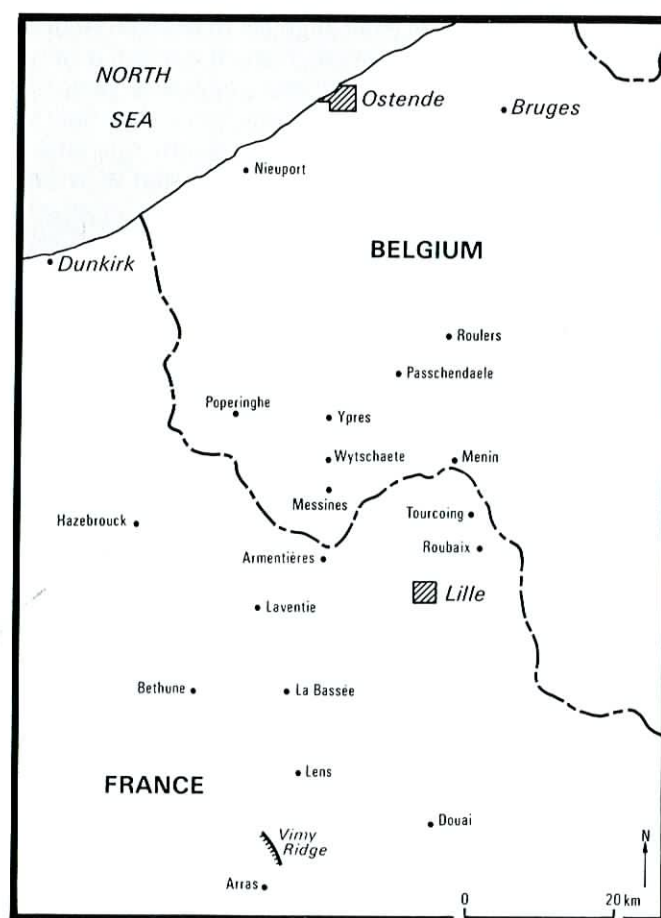 NORTH
SEA
Ostende
Bruges
Nieuport
BELGIUM
Dunkirk
Roulers
Passchendaele
Poperinghe
Ypres
Wytschaete
Menin
Messines
Hazebrouck
Tourcoing
Armentières
Roubaix
Lille
Laventie
Bethune
La Bassée
Lens
FRANCE
Douai
Vimy
Ridge
N
Arras
0 20 km